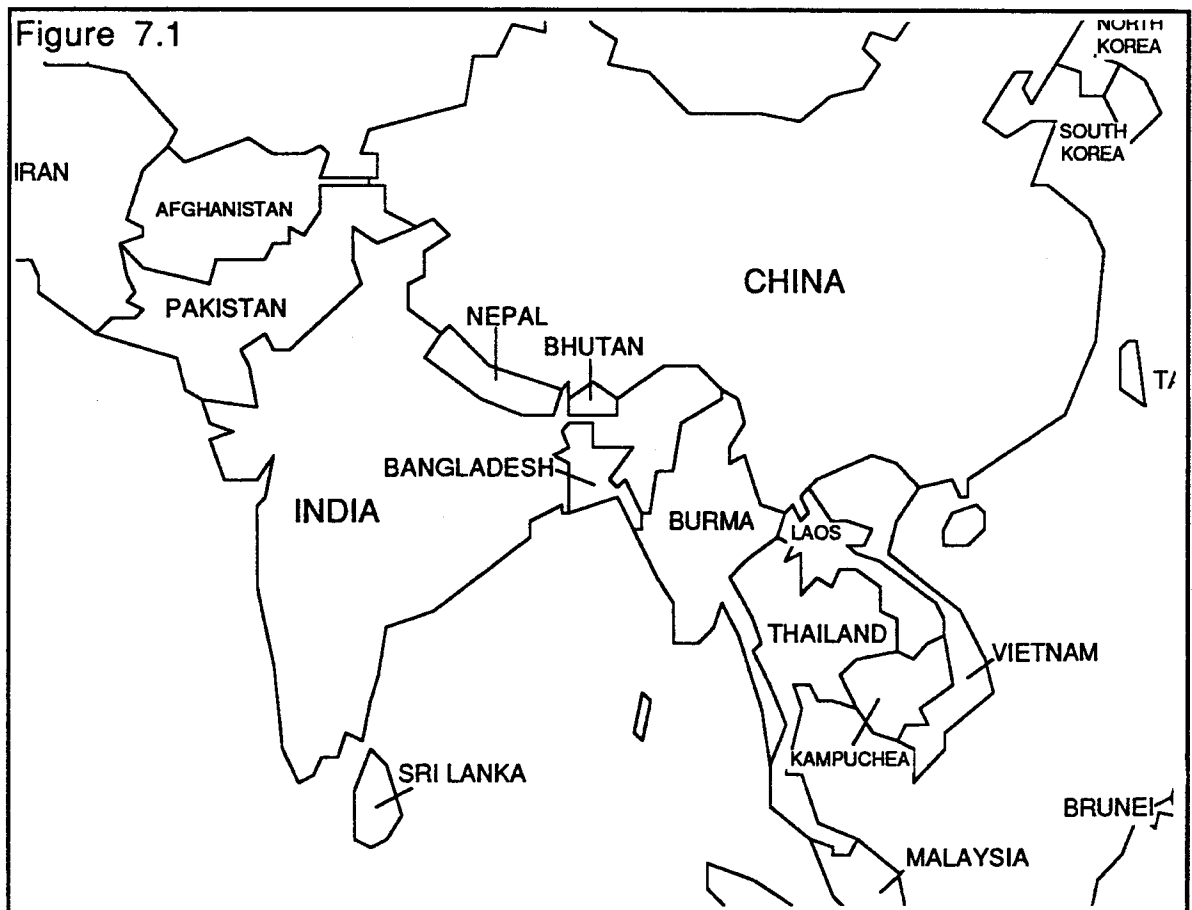 Figure 7.1
NORTH
KOREA
SOUTH
KOREA
IRAN
AFGHANISTAN
CHINA
PAKISTAN
NEPAL
BHUTAN
TA
BANGLADESH
INDIA
BURMA
LAOS
THAILAND
VIETNAM
KAMPUCHEA
SRI LANKA
BRUNEI
MALAYSIA